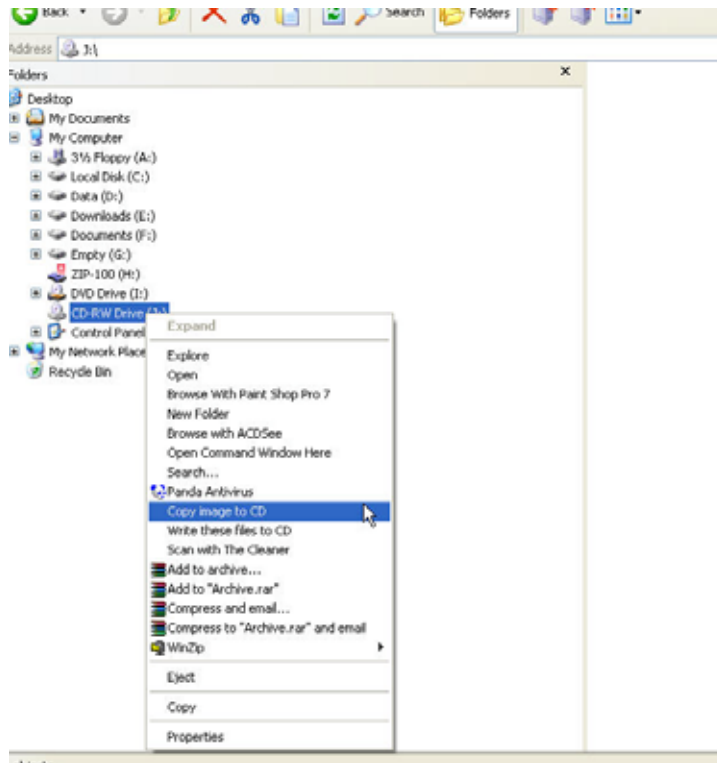 Back
Search
Folders
Address J:\
Folders x
Desktop
My Documents
My Computer
3½ Floppy (A:)
Local Disk (C:)
Data (D:)
Downloads (E:)
Documents (F:)
Empty (G:)
ZIP-100 (H:)
DVD Drive (I:)
CD-RW Drive (J:)
Control Panel
My Network Place
Recycle Bin
Expand
Explore
Open
Browse With Paint Shop Pro 7
New Folder
Browse with ACDSee
Open Command Window Here
Search...
Panda Antivirus
Copy image to CD
Write these files to CD
Scan with The Cleaner
Add to archive...
Add to "Archive.rar"
Compress and email...
Compress to "Archive.rar" and email
WinZip
Eject
Copy
Properties